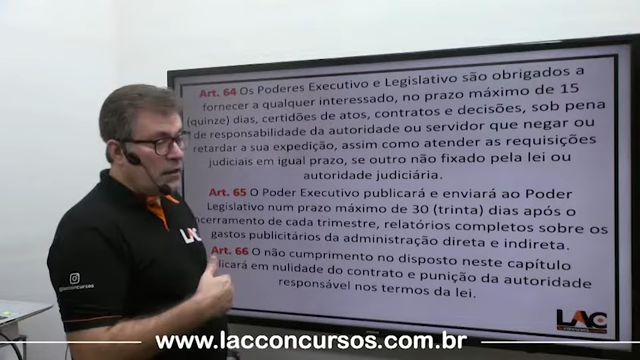 Art. 64 Os Poderes Executivo e Legislativo são obrigados a
fornecer a qualquer interessado, no prazo máximo de 15
(quinze) dias, certidões de atos, contratos e decisões, sob pena
de responsabilidade da autoridade ou servidor que negar ou
retardar a sua expedição, assim como atender as requisições
judiciais em igual prazo, se outro não fixado pela lei ou
autoridade judiciária.
Art. 65 O Poder Executivo publicará e enviará ao Poder
Legislativo num prazo máximo de 30 (trinta) dias após o
ncerramento de cada trimestre, relatórios completos sobre os
gastos publicitários da administração direta e indireta.
Art. 66 O não cumprimento no disposto neste capítulo
licará em nulidade do contrato e punição da autoridade
responsável nos termos da lei.
LAC
LAC
www.lacconcursos.com.br